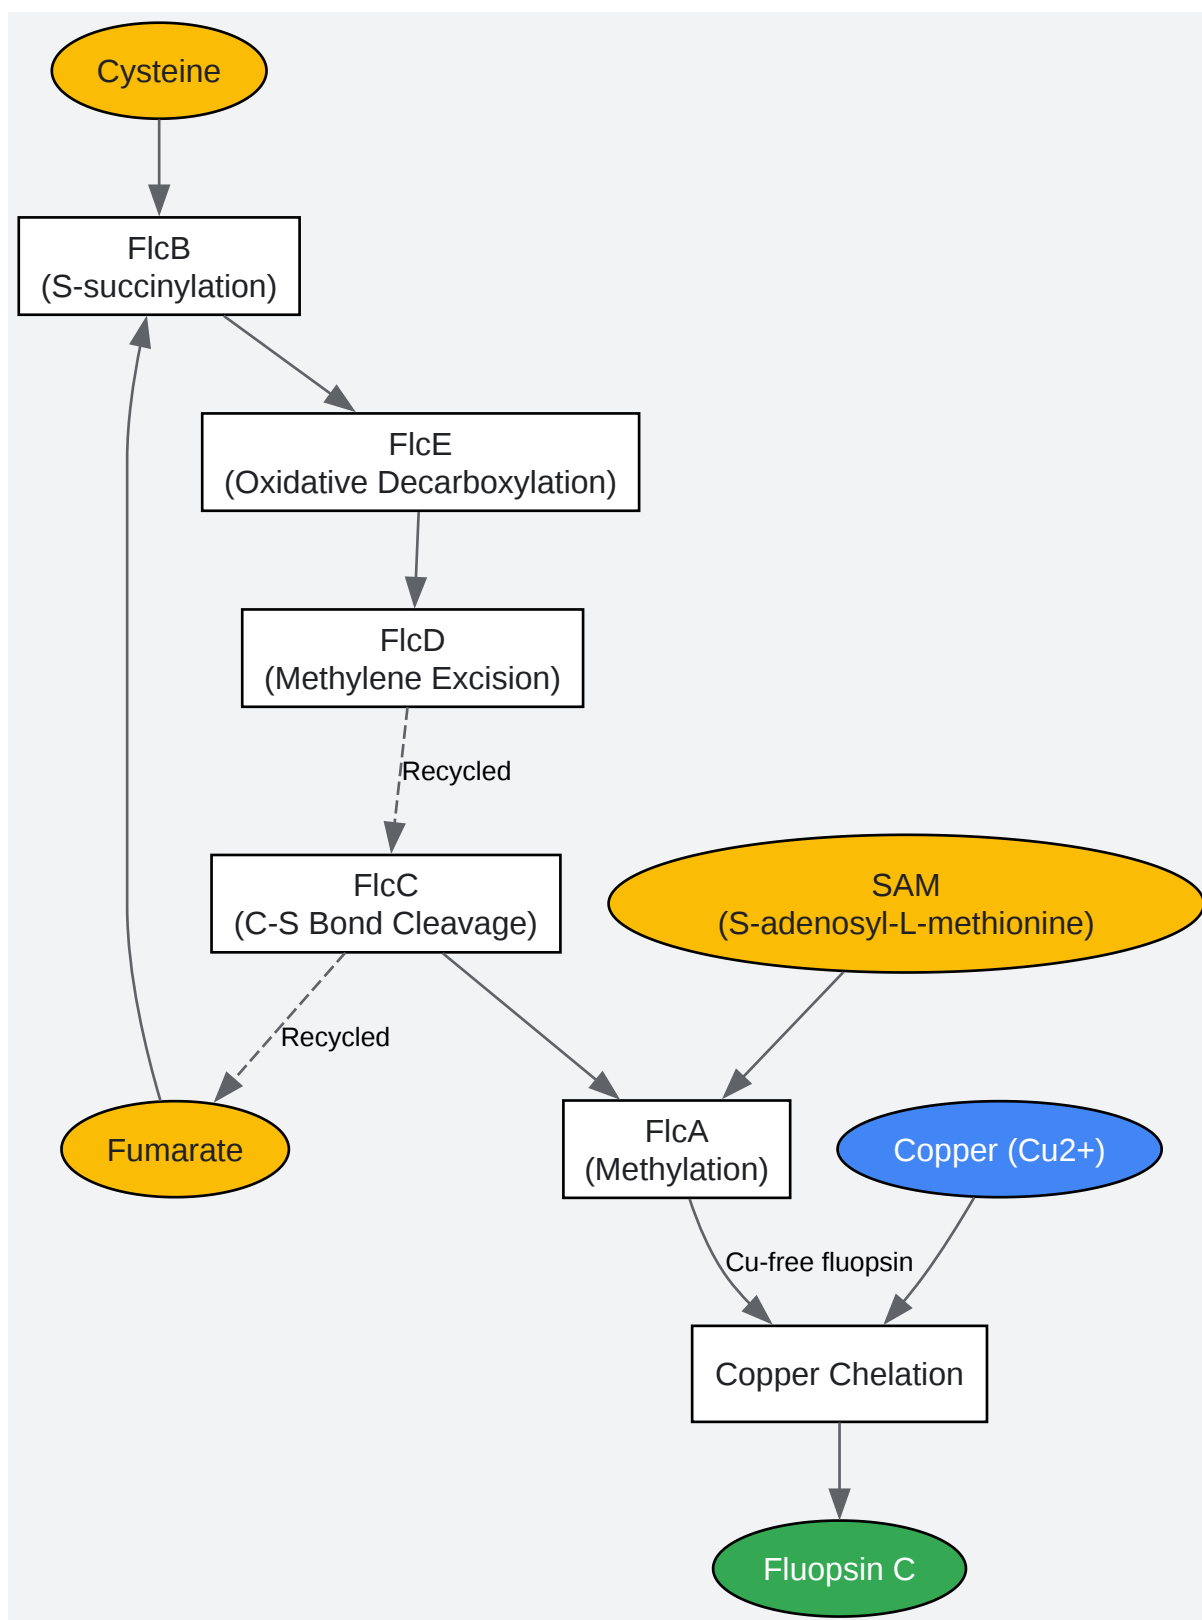 Cysteine
FlcB
(S-succinylation)
FlcE
(Oxidative Decarboxylation)
FlcD
(Methylene Excision)
Recycled
FlcC
(C-S Bond Cleavage)
SAM
(S-adenosyl-L-methionine)
Recycled
Fumarate
FlcA
(Methylation)
Copper (Cu2+)
Cu-free fluopsin
Copper Chelation
Fluopsin C